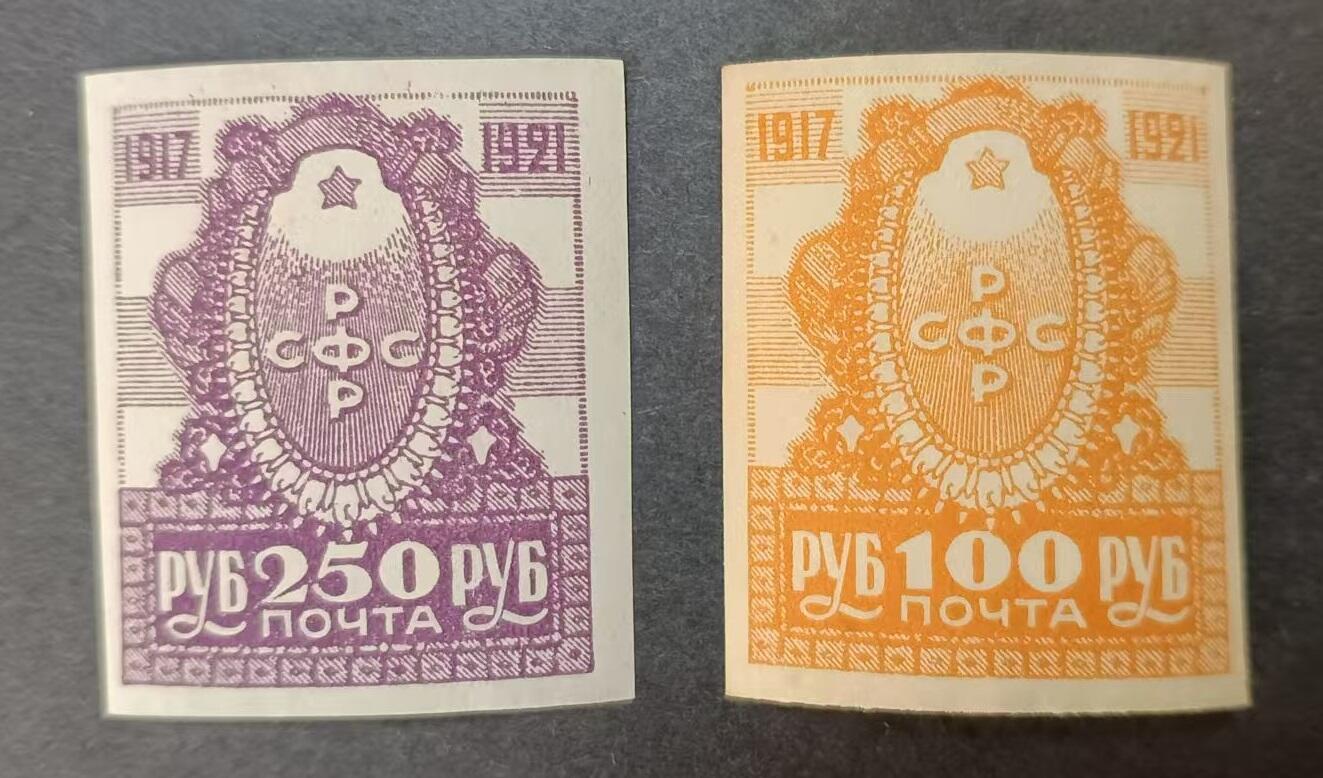 1917 1921
Р
СФС
Р
РУБ 250 РУБ
ПОЧТА
1917 1921
Р
СФС
Р
РУБ 100 РУБ
ПОЧТА